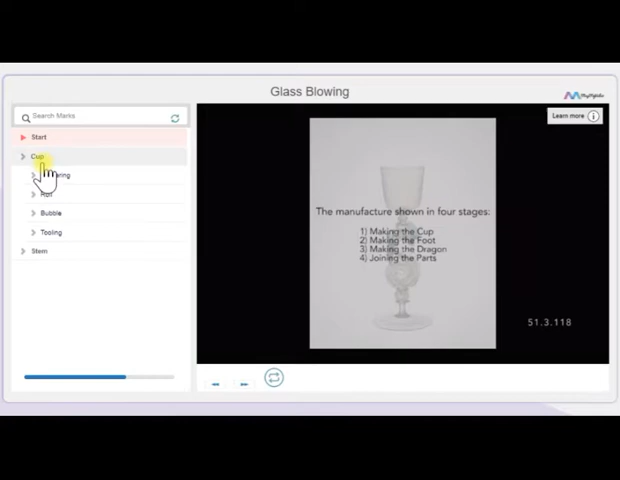 Glass Blowing
Search Marks
Learn more
Start
Cup
Roll
Bubble
Tooling
Stem
The manufacture shown in four stages:
1) Making the Cup
2) Making the Foot
3) Making the Dragon
4) Joining the Parts
51.3.118